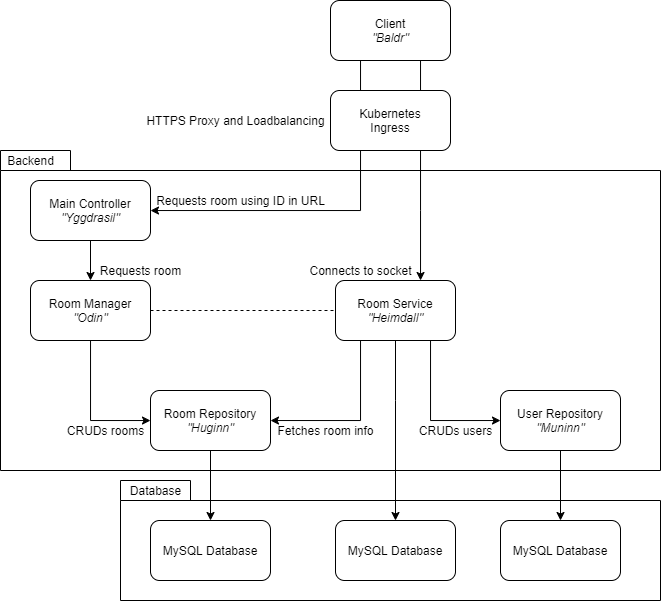 Client
"Baldr"
HTTPS Proxy and Loadbalancing
Kubernetes
Ingress
Backend
Main Controller
"Yggdrasil"
Requests room using ID in URL
Requests room
Connects to socket
Room Manager
"Odin"
Room Service
"Heimdall"
CRUDs rooms
Room Repository
"Huginn"
Fetches room info
CRUDs users
User Repository
"Muninn"
Database
MySQL Database
MySQL Database
MySQL Database